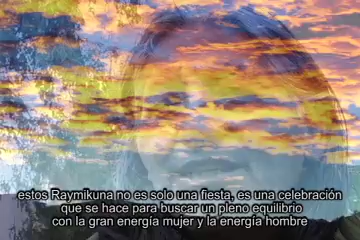 estos Raymikuna no es solo una fiesta, es una celebración
que se hace para buscar un pleno equilibrio
con la gran energía mujer y la energía hombre